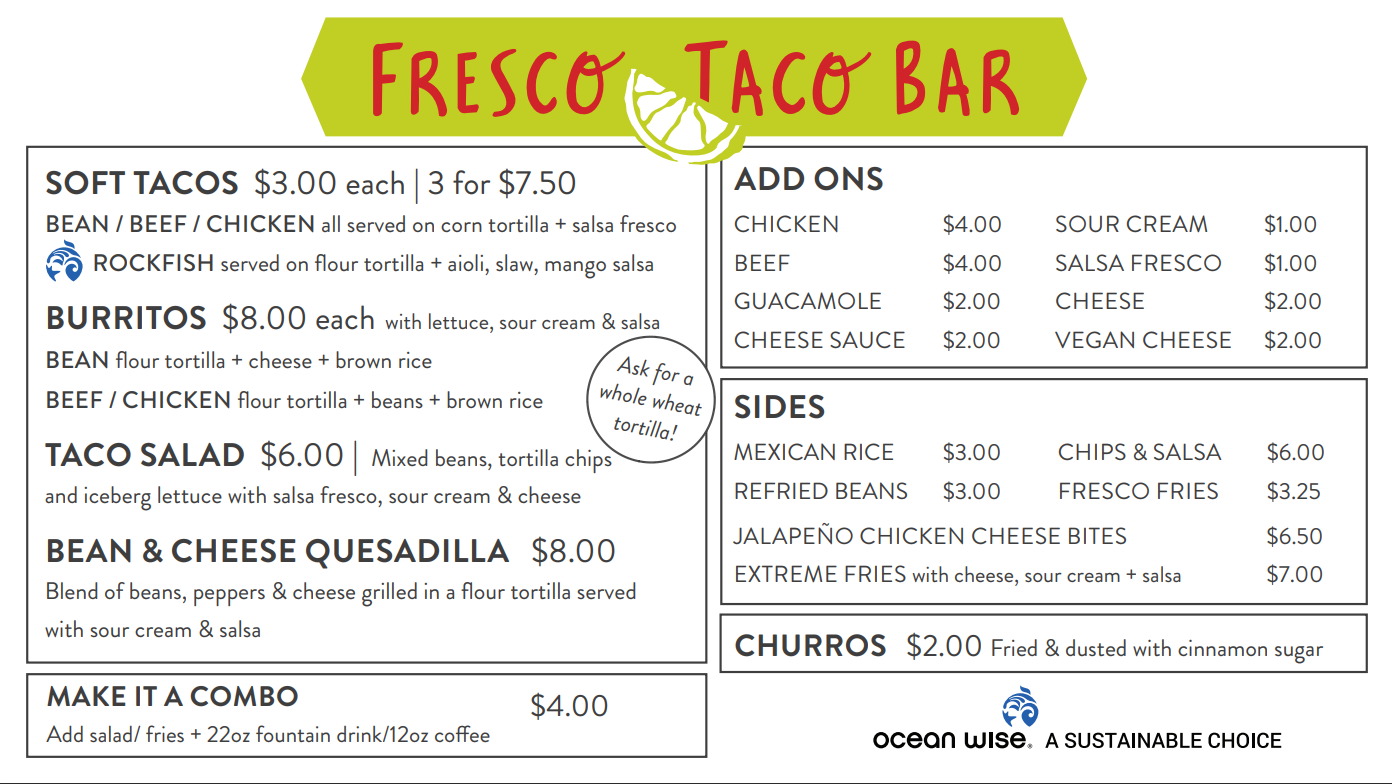 FRESCO TACO BAR
SOFT TACOS $3.00 each | 3 for $7.50
BEAN / BEEF / CHICKEN all served on corn tortilla + salsa fresco
ROCKFISH served on flour tortilla + aioli, slaw, mango salsa
BURRITOS $8.00 each with lettuce, sour cream & salsa
BEAN flour tortilla + cheese + brown rice
BEEF / CHICKEN flour tortilla + beans + brown rice
Ask for a
whole wheat
tortilla!
TACO SALAD $6.00 | Mixed beans, tortilla chips
and iceberg lettuce with salsa fresco, sour cream & cheese
BEAN & CHEESE QUESADILLA $8.00
Blend of beans, peppers & cheese grilled in a flour tortilla served
with sour cream & salsa
MAKE IT A COMBO $4.00
Add salad/ fries + 22oz fountain drink/12oz coffee
ADD ONS
CHICKEN $4.00 SOUR CREAM $1.00
BEEF $4.00 SALSA FRESCO $1.00
GUACAMOLE $2.00 CHEESE $2.00
CHEESE SAUCE $2.00 VEGAN CHEESE $2.00
SIDES
MEXICAN RICE $3.00 CHIPS & SALSA $6.00
REFRIED BEANS $3.00 FRESCO FRIES $3.25
JALAPEÑO CHICKEN CHEESE BITES $6.50
EXTREME FRIES with cheese, sour cream + salsa $7.00
CHURROS $2.00 Fried & dusted with cinnamon sugar
ocean wise® A SUSTAINABLE CHOICE